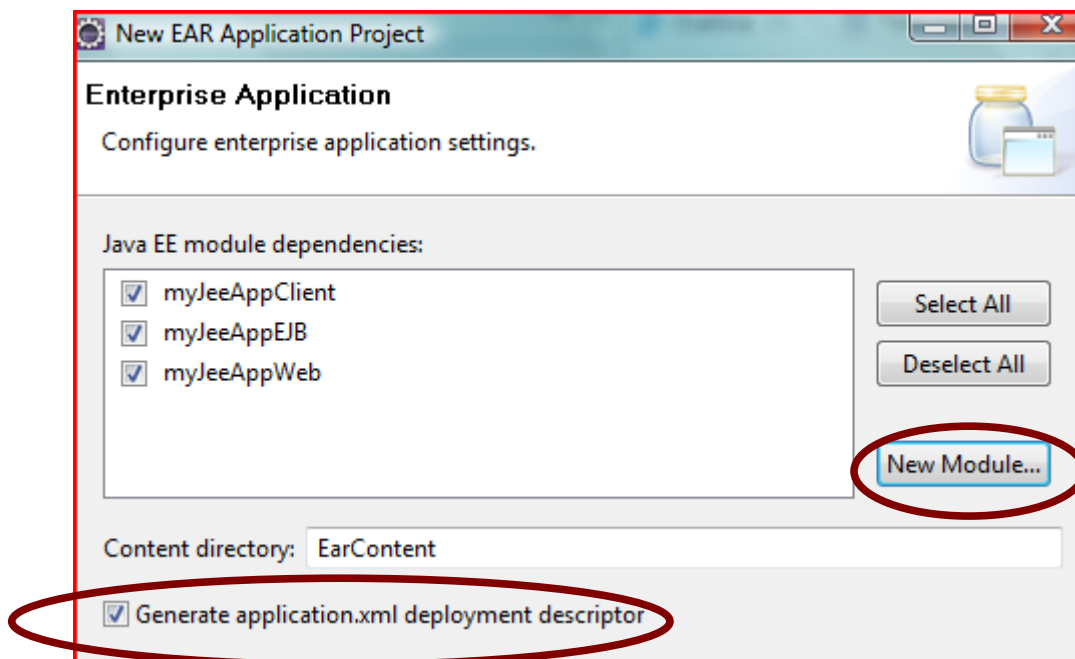 New EAR Application Project
Enterprise Application
Configure enterprise application settings.
Java EE module dependencies:
myJeeAppClient
myJeeAppEJB
myJeeAppWeb
Select All
Deselect All
New Module...
Content directory: EarContent
Generate application.xml deployment descriptor